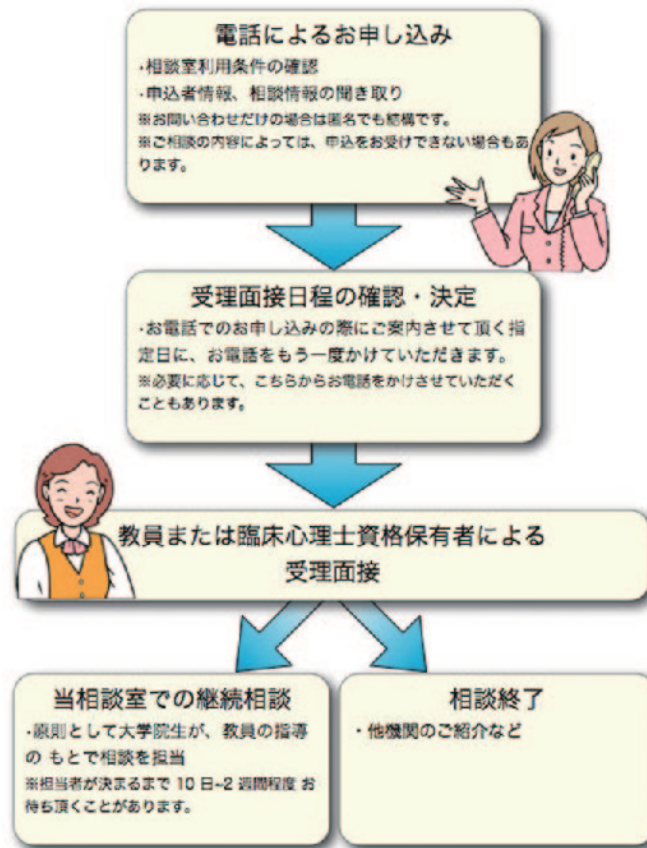 電話によるお申し込み
・相談室利用条件の確認
・申込者情報、相談情報の聞き取り
※お問い合わせだけの場合は匿名でも結構です。
※ご相談の内容によっては、申込をお受けできない場合もあ
ります。
受理面接日程の確認・決定
・お電話でのお申し込みの際にご案内させて頂く指
定日に、お電話をもう一度かけていただきます。
※必要に応じて、こちらからお電話をかけさせていただく
こともあります。
教員または臨床心理士資格保有者による
受理面接
当相談室での継続相談
・原則として大学院生が、教員の指導
の もとで相談を担当
※担当者が決まるまで 10 日~2 週間程度 お
待ち頂くことがあります。
相談終了
・他機関のご紹介など